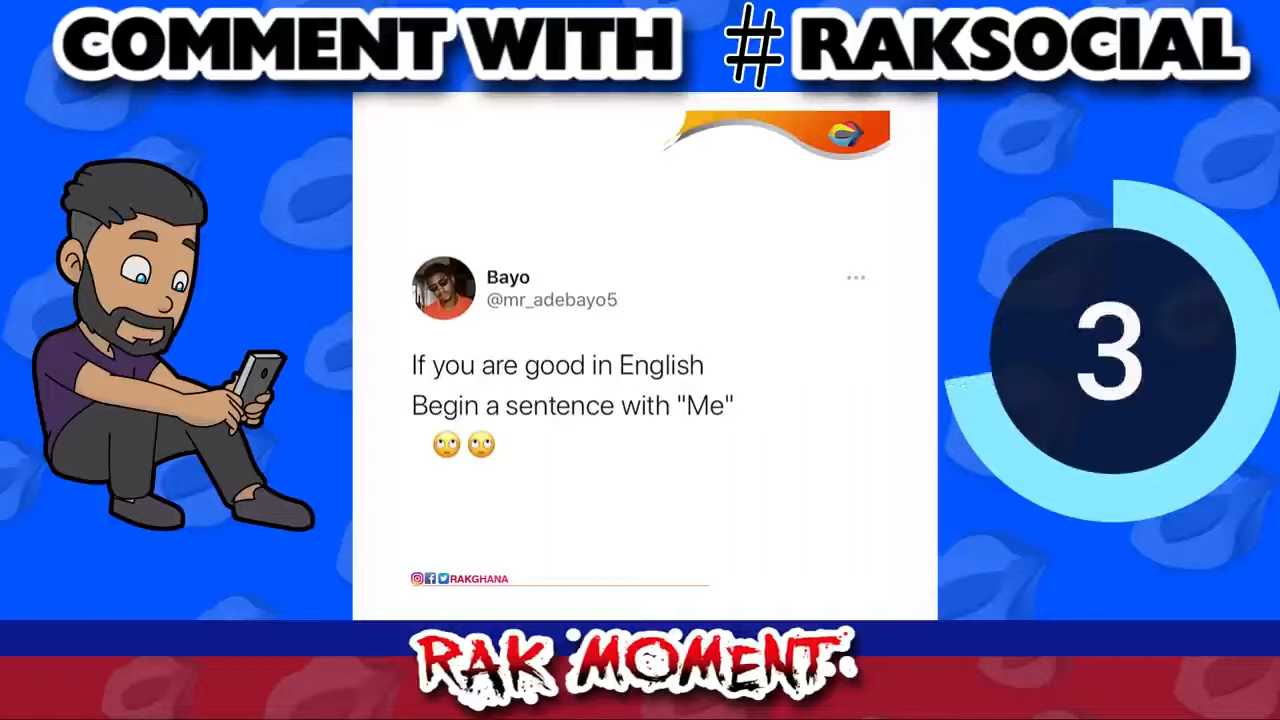 COMMENT WITH # RAKSOCIAL
Bayo
@mr_adebayo5
If you are good in English
Begin a sentence with "Me"
🙄🙄
3
RAKGHANA
RAK MOMENT.